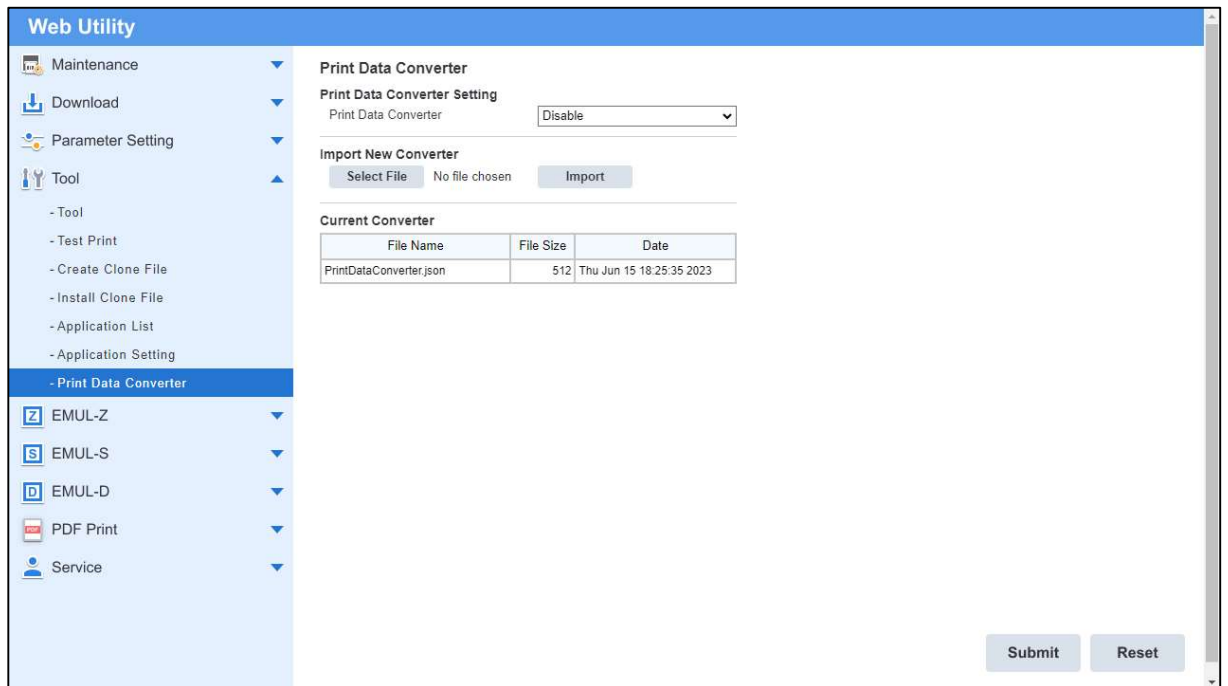 Web Utility
Maintenance
Download
Parameter Setting
Tool
- Tool
- Test Print
- Create Clone File
- Install Clone File
- Application List
- Application Setting
- Print Data Converter
Z EMUL-Z
S EMUL-S
D EMUL-D
PDF PDF Print
Service
Print Data Converter
Print Data Converter Setting
Print Data Converter Disable
Import New Converter
Select File No file chosen Import
Current Converter
File Name File Size Date
PrintDataConverter.json 512 Thu Jun 15 18:25:35 2023
Submit Reset